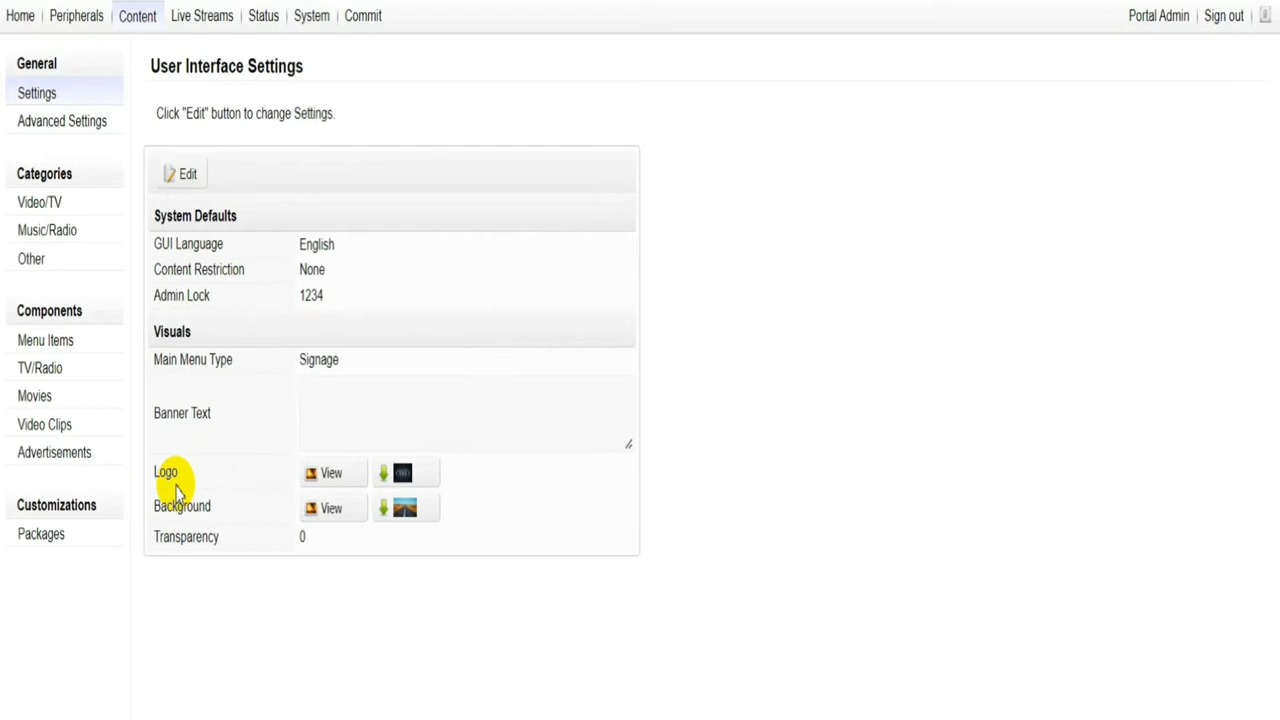 Home Peripherals Content Live Streams Status System Commit Portal Admin Sign out
General
Settings
Advanced Settings
Categories
Video/TV
Music/Radio
Other
Components
Menu Items
TV/Radio
Movies
Video Clips
Advertisements
Customizations
Packages
User Interface Settings
Click "Edit" button to change Settings.
Edit
System Defaults
GUI Language English
Content Restriction None
Admin Lock 1234
Visuals
Main Menu Type Signage
Banner Text
Logo View
Background View
Transparency 0